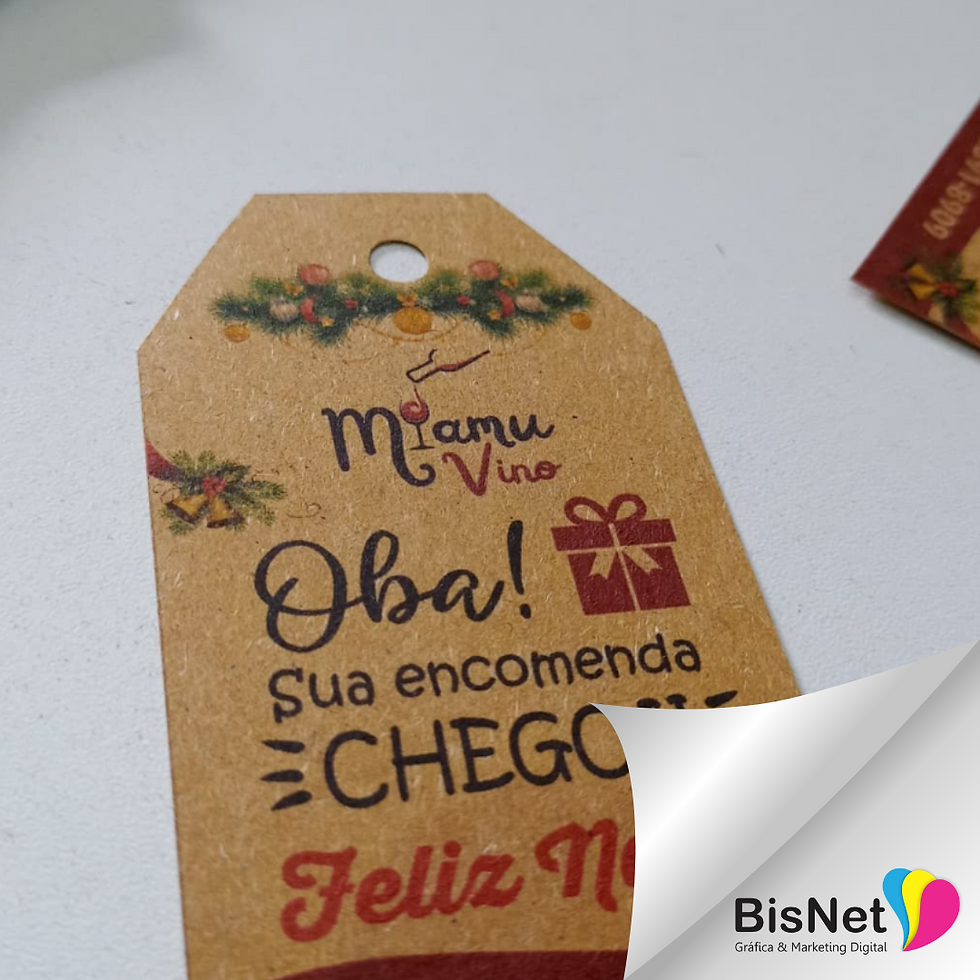 Miamu
Vino
Oba!
Sua encomenda
CHEGO
Feliz N
BisNet
Gráfica & Marketing Digital